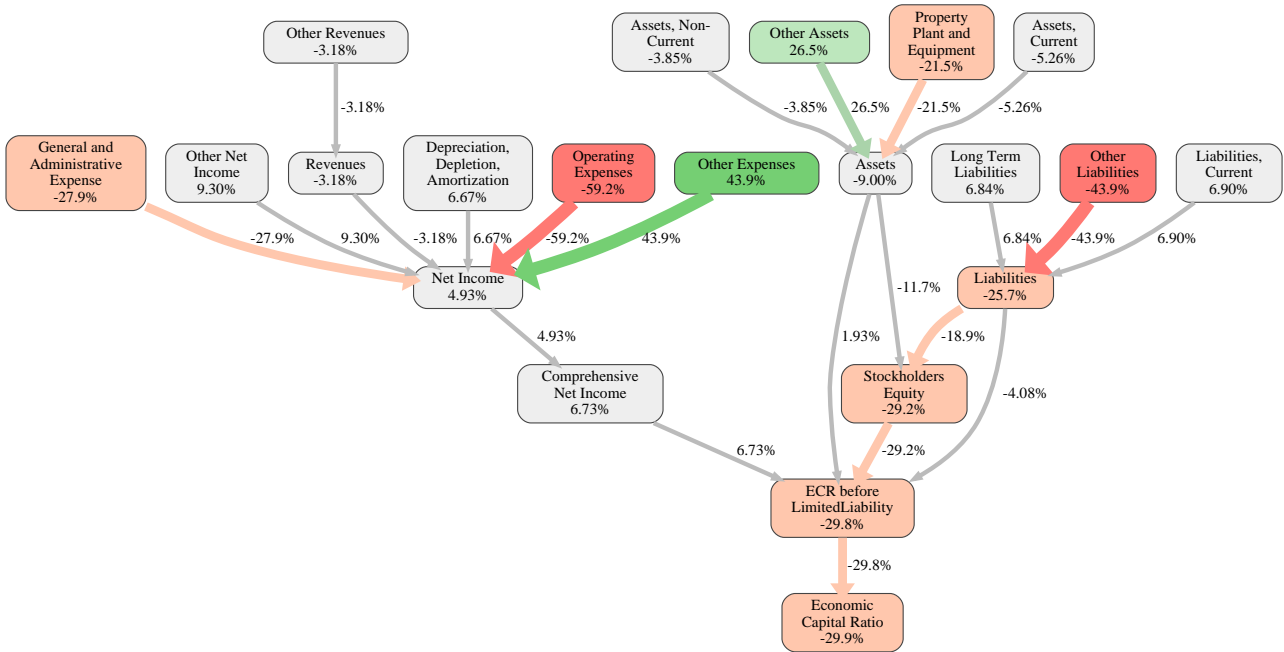 Other Revenues
-3.18%
Assets, Non-
Current
-3.85%
Other Assets
26.5%
Property
Plant and
Equipment
-21.5%
Assets,
Current
-5.26%
-3.18%
-3.85%
26.5%
-21.5%
-5.26%
General and
Administrative
Expense
-27.9%
Other Net
Income
9.30%
Revenues
-3.18%
Depreciation,
Depletion,
Amortization
6.67%
Operating
Expenses
-59.2%
Other Expenses
43.9%
Assets
-9.00%
Long Term
Liabilities
6.84%
Other
Liabilities
-43.9%
Liabilities,
Current
6.90%
-27.9%
9.30%
-3.18%
6.67%
-59.2%
43.9%
6.84%
-43.9%
6.90%
Net Income
4.93%
-11.7%
Liabilities
-25.7%
4.93%
1.93%
-18.9%
Comprehensive
Net Income
6.73%
Stockholders
Equity
-29.2%
-4.08%
6.73%
-29.2%
ECR before
LimitedLiability
-29.8%
-29.8%
Economic
Capital Ratio
-29.9%